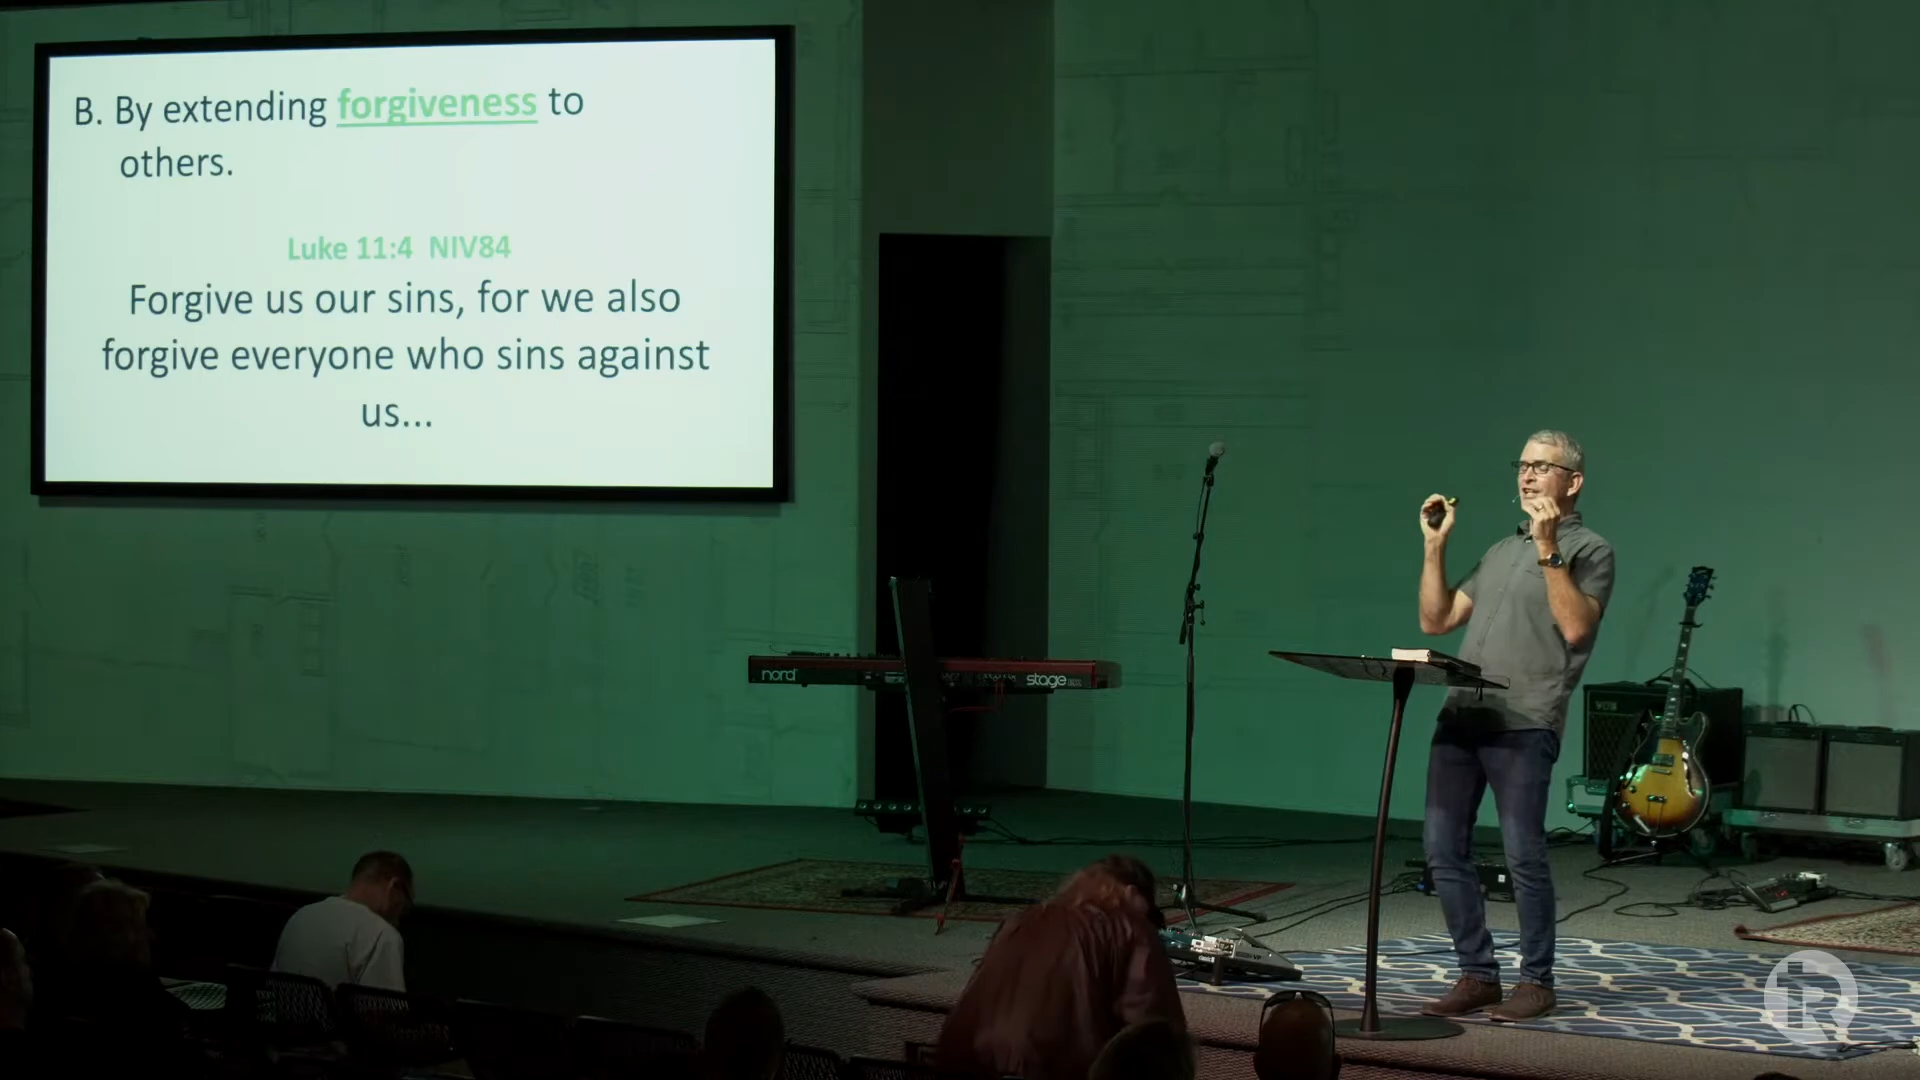 B. By extending forgiveness to
others.
Luke 11:4 NIV84
Forgive us our sins, for we also
forgive everyone who sins against
us...
nord
stage
VOX